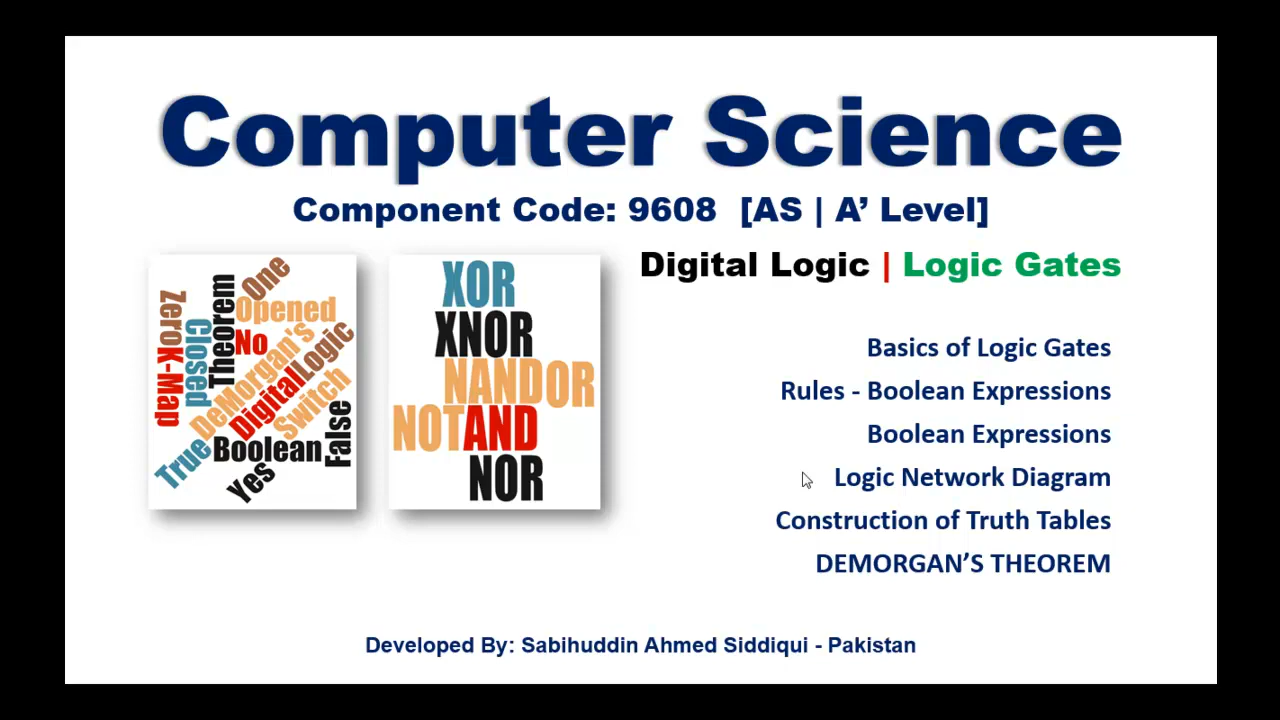 Computer Science
Component Code: 9608 [AS | A’ Level]
Digital Logic | Logic Gates
One
Zero
Theorem
Opened
Closed
No
K-Map
DeMorgan's
Logic
Digital
Switch
True
Boolean
False
Yes
XOR
XNOR
NANDOR
NOTAND
NOR
Basics of Logic Gates
Rules - Boolean Expressions
Boolean Expressions
Logic Network Diagram
Construction of Truth Tables
DEMORGAN’S THEOREM
Developed By: Sabihuddin Ahmed Siddiqui - Pakistan